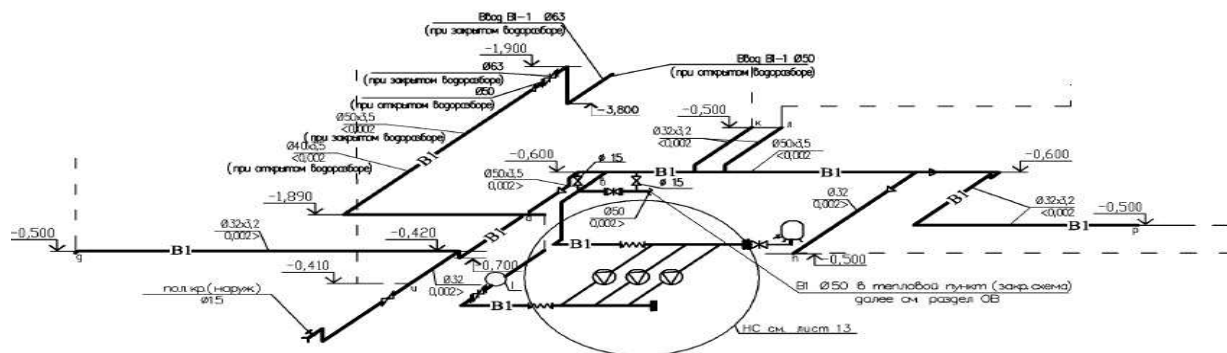 Ввод В1-1 Ø63
(при закрытом водоразборе)
Ввод В1-1 Ø50
(при открытом водоразборе)
-1,900
Ø63
(при закрытом водоразборе)
Ø50
(при открытом водоразборе)
-3,800
Ø50х3,5
<0,002
(при закрытом водоразборе)
Ø40х3,5
<0,002
(при открытом водоразборе)
В1
-0,500
к
л
Ø32х3,2
<0,002
Ø50х3,5
<0,002
-0,600
ф 15
В1
В1
-0,600
Ø50х3,5
0,002>
ф 15
Ø32
0,002>
В1
Ø32х3,2
<0,002
-0,500
-1,890
В1
Ø50
0,002>
В1
р
-0,500
g
В1
Ø32х3,2
0,002>
-0,420
В1
В1
-0,410
-0,700
Ø32
0,002>
и
п
-0,500
В1
В1
пол.кр.(наруж)
Ø15
В1 Ø50 в тепловой пункт (закр.схема)
далее см. раздел ОВ
НС см. лист 13